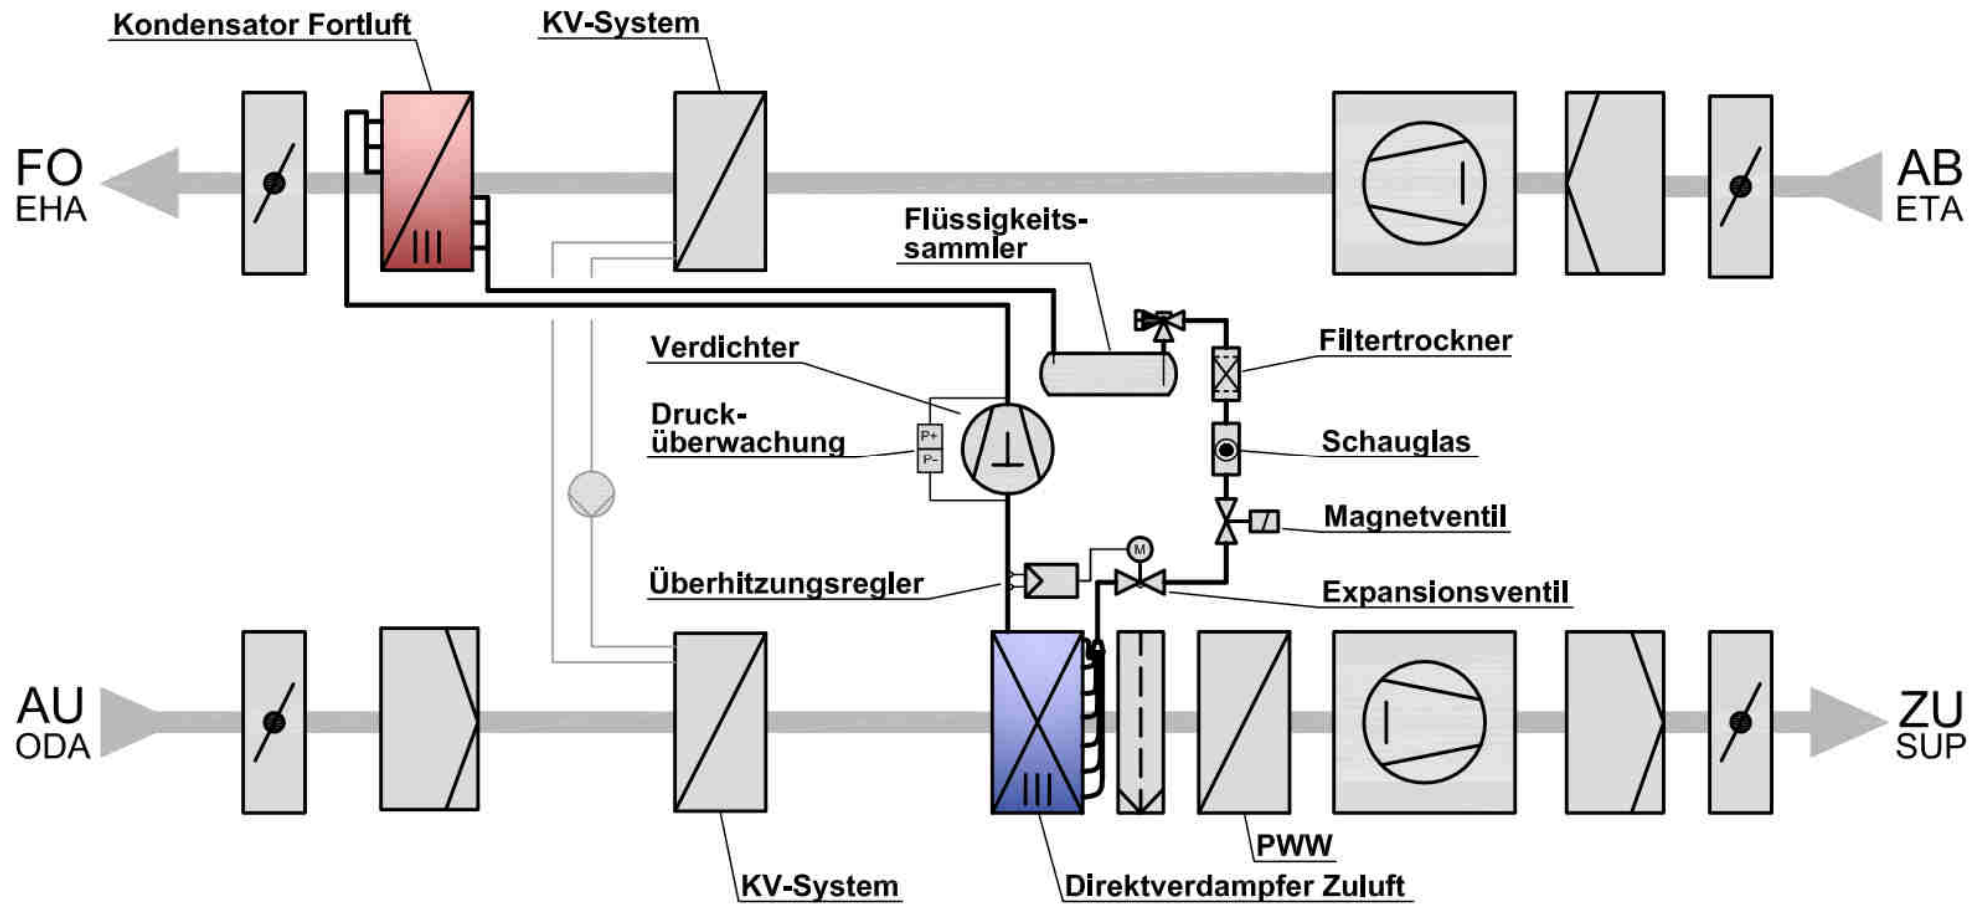 Kondensator Fortluft
KV-System
FO
EHA
AB
ETA
Flüssigkeits-
sammler
Verdichter
Filtertrockner
Druck-
überwachung
P+
P-
Schauglas
Magnetventil
M
Überhitzungsregler
Expansionsventil
AU
ODA
ZU
SUP
PWW
KV-System
Direktverdampfer Zuluft